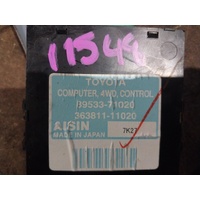 11544
TOYOTA
COMPUTER, 4WD, CONTROL
89533-71020
363811-11020
AISIN
MADE IN JAPAN
7K27